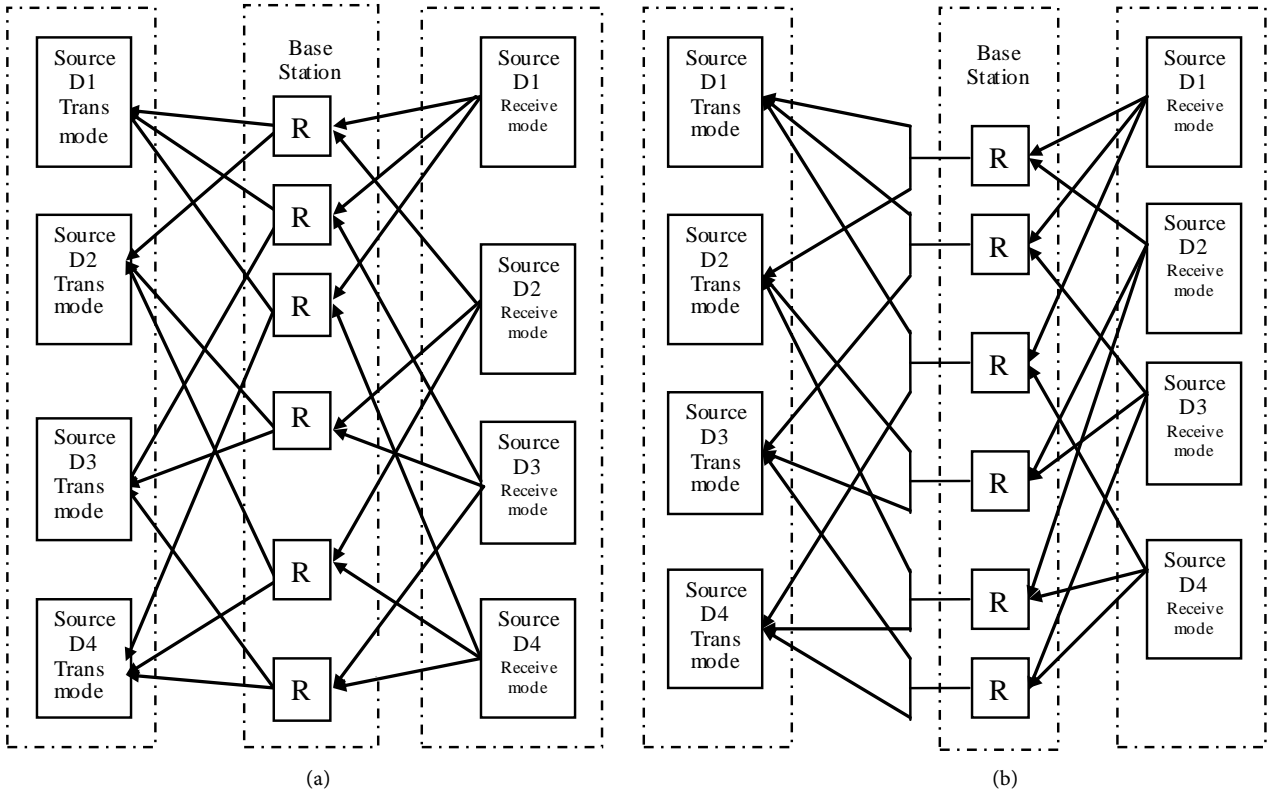 Source
D1
Trans
mode
Source
D2
Trans
mode
Source
D3
Trans
mode
Source
D4
Trans
mode
Base
Station
R
R
R
R
R
R
Source
D1
Receive
mode
Source
D2
Receive
mode
Source
D3
Receive
mode
Source
D4
Receive
mode
(a)
Source
D1
Trans
mode
Source
D2
Trans
mode
Source
D3
Trans
mode
Source
D4
Trans
mode
Base
Station
R
R
R
R
R
R
Source
D1
Receive
mode
Source
D2
Receive
mode
Source
D3
Receive
mode
Source
D4
Receive
mode
(b)